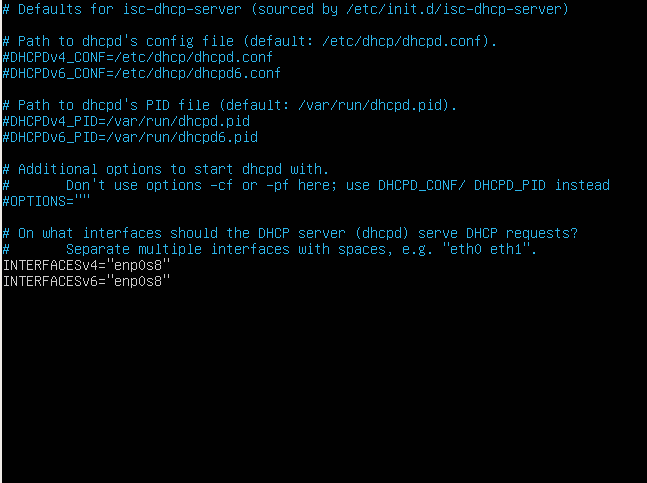 # Defaults for isc-dhcp-server (sourced by /etc/init.d/isc-dhcp-server)
# Path to dhcpd's config file (default: /etc/dhcp/dhcpd.conf).
#DHCPDv4_CONF=/etc/dhcp/dhcpd.conf
#DHCPDv6_CONF=/etc/dhcp/dhcpd6.conf
# Path to dhcpd's PID file (default: /var/run/dhcpd.pid).
#DHCPDv4_PID=/var/run/dhcpd.pid
#DHCPDv6_PID=/var/run/dhcpd6.pid
# Additional options to start dhcpd with.
#       Don't use options -cf or -pf here; use DHCPD_CONF/ DHCPD_PID instead
#OPTIONS=""
# On what interfaces should the DHCP server (dhcpd) serve DHCP requests?
#       Separate multiple interfaces with spaces, e.g. "eth0 eth1".
INTERFACESv4="enp0s8"
INTERFACESv6="enp0s8"